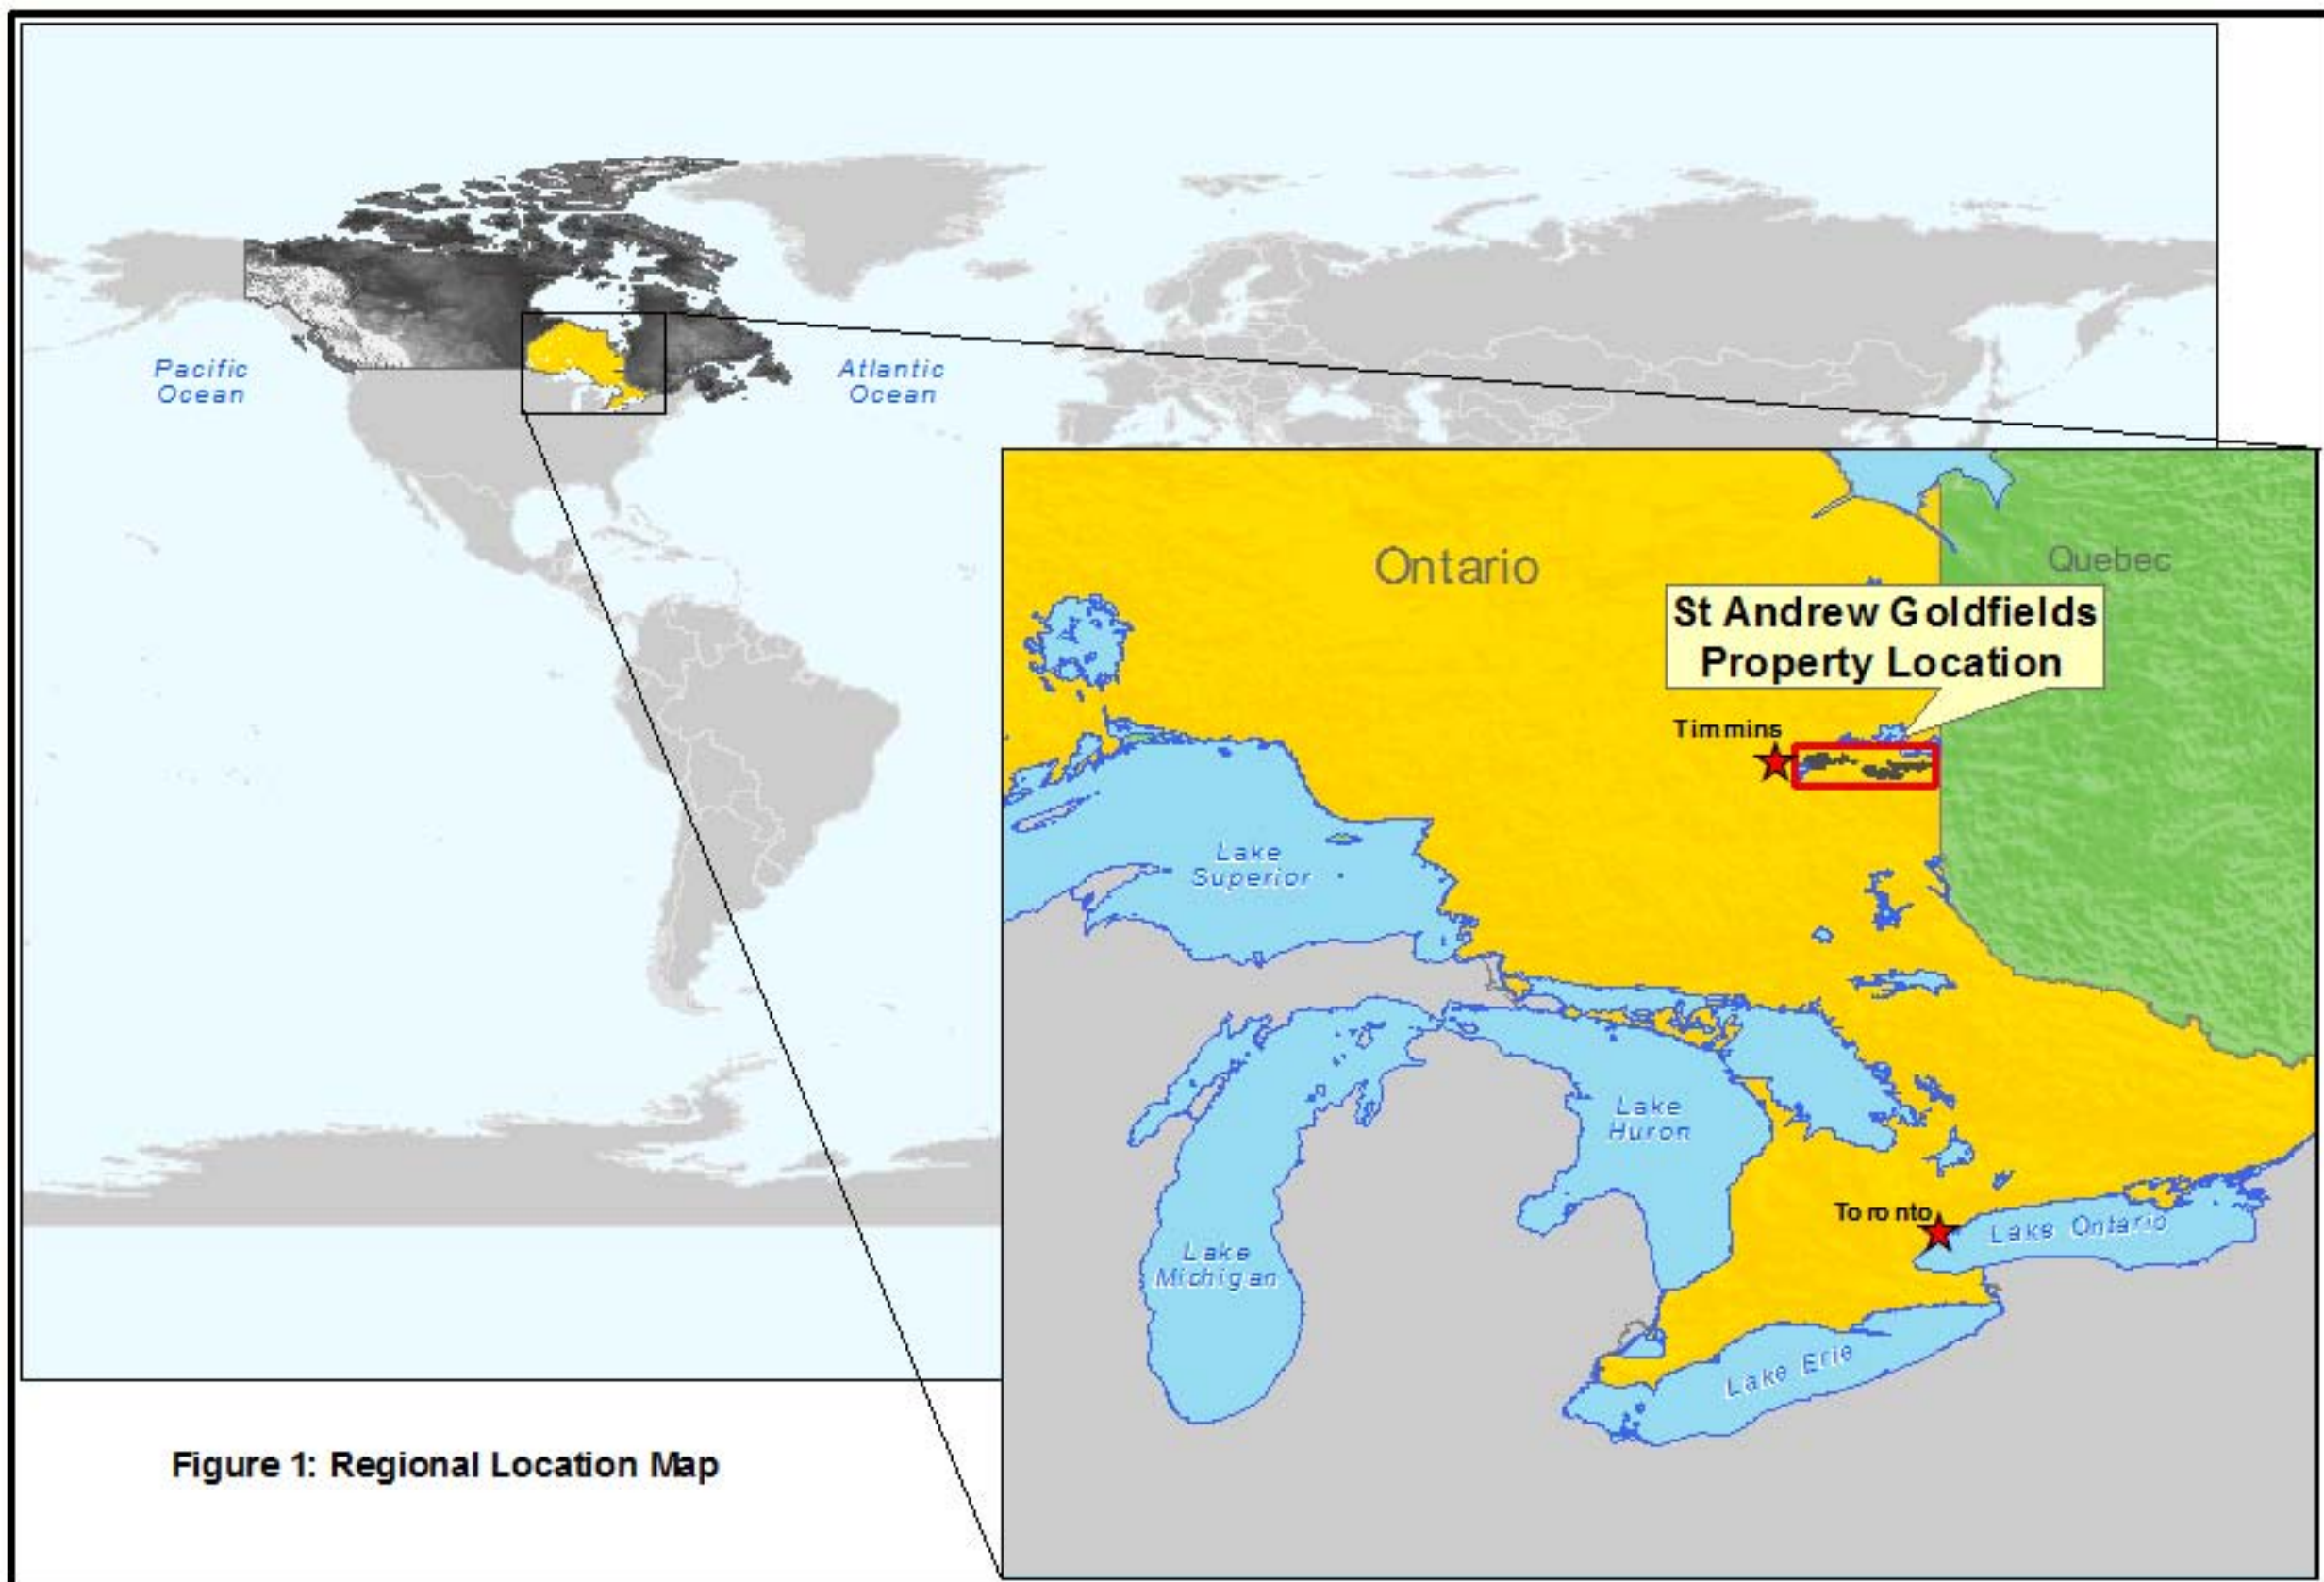 Pacific
Ocean
Atlantic
Ocean
Ontario
Quebec
St Andrew Goldfields
Property Location
Timmins
Lake
Superior
Lake
Huron
Toronto
Lake Ontario
Lake
Michigan
Lake Erie
Figure 1: Regional Location Map